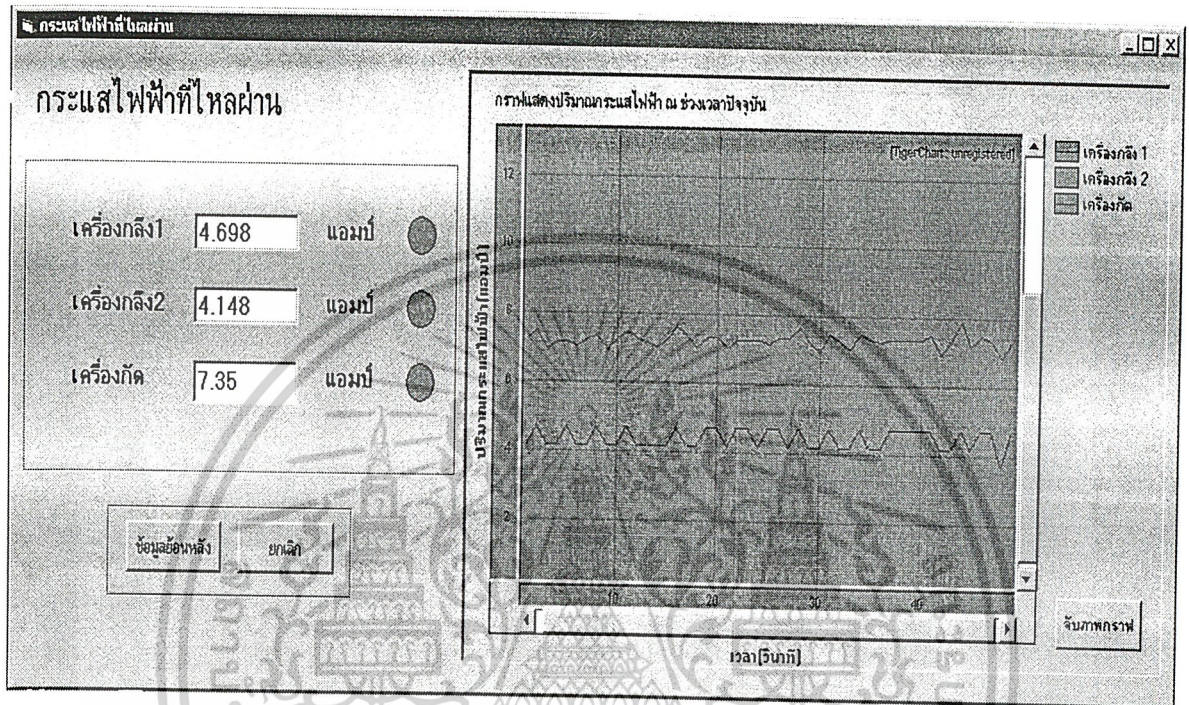 กระแสไฟฟ้าที่ไหลผ่าน
กระแสไฟฟ้าที่ไหลผ่าน
เครื่องกลึง1 4.698 แอมป์
เครื่องกลึง2 4.148 แอมป์
เครื่องกัด 7.35 แอมป์
ข้อมูลย้อนหลัง ยกเลิก
กราฟแสดงปริมาณกระแสไฟฟ้า ณ ช่วงเวลาปัจจุบัน
[TigerChart: unregistered]
เครื่องกลึง 1
เครื่องกลึง 2
เครื่องกัด
ปริมาณกระแสไฟฟ้า[แอมป์]
12
10
8
6
4
2
10 20 30 40
เวลา[วินาที]
จับภาพกราฟ